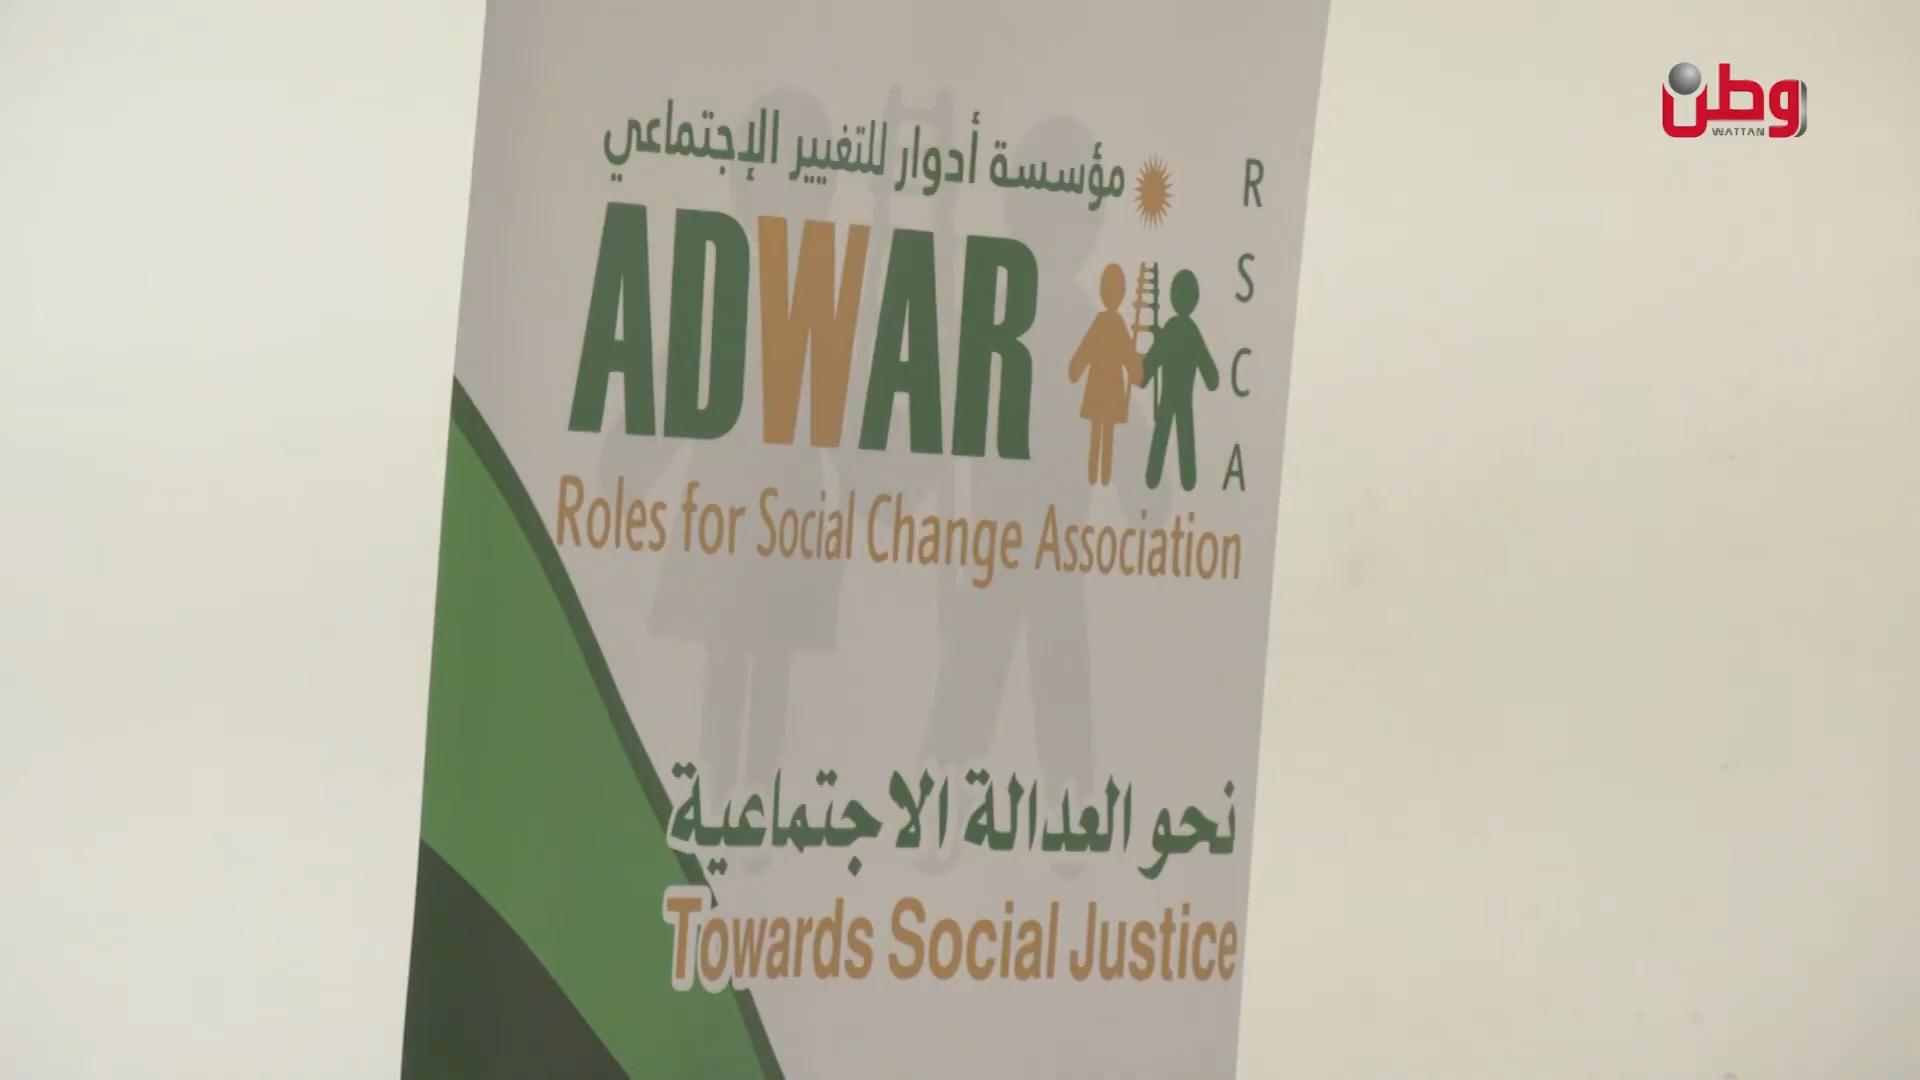 وطن
WATTAN
مؤسسة أدوار للتغيير الإجتماعي
ADWAR
R
S
C
A
Roles for Social Change Association
نحو العدالة الاجتماعية
Towards Social Justice